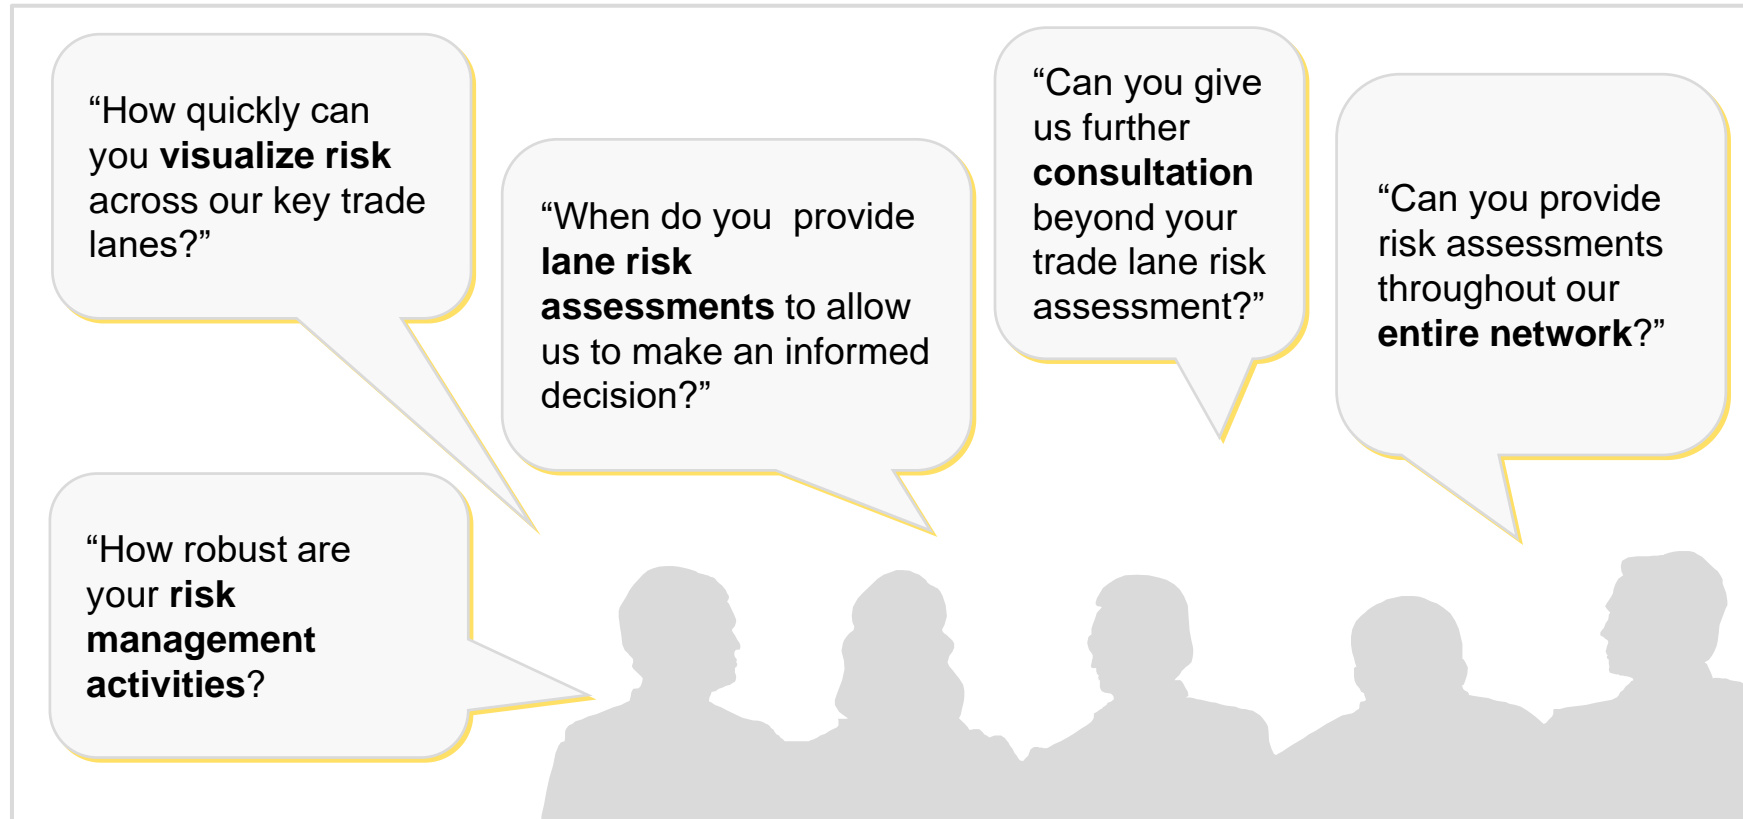 “How quickly can
you visualize risk
across our key trade
lanes?”
“When do you  provide
lane risk
assessments to allow
us to make an informed
decision?”
“Can you give
us further
consultation
beyond your
trade lane risk
assessment?”
“Can you provide
risk assessments
throughout our
entire network?”
“How robust are
your risk
management
activities?